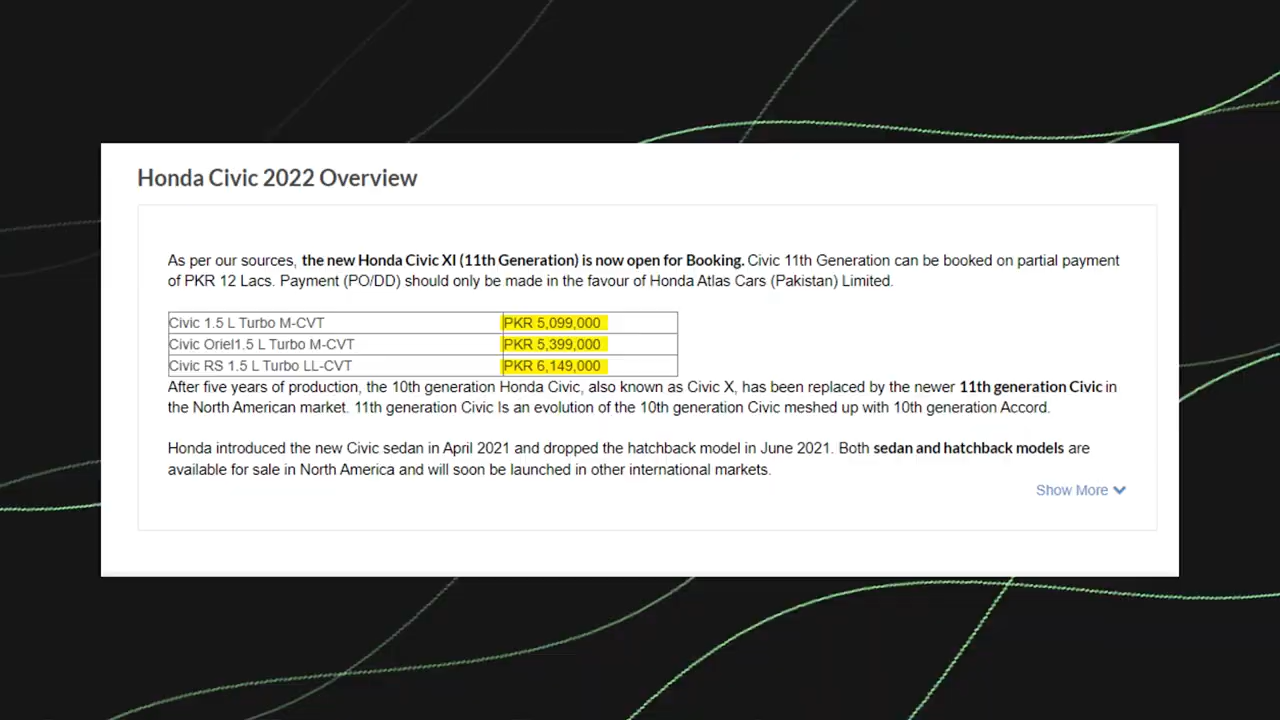 Honda Civic 2022 Overview
As per our sources, the new Honda Civic XI (11th Generation) is now open for Booking. Civic 11th Generation can be booked on partial payment
of PKR 12 Lacs. Payment (PO/DD) should only be made in the favour of Honda Atlas Cars (Pakistan) Limited.
Civic 1.5 L Turbo M-CVT PKR 5,099,000
Civic Oriel1.5 L Turbo M-CVT PKR 5,399,000
Civic RS 1.5 L Turbo LL-CVT PKR 6,149,000
After five years of production, the 10th generation Honda Civic, also known as Civic X, has been replaced by the newer 11th generation Civic in
the North American market. 11th generation Civic Is an evolution of the 10th generation Civic meshed up with 10th generation Accord.
Honda introduced the new Civic sedan in April 2021 and dropped the hatchback model in June 2021. Both sedan and hatchback models are
available for sale in North America and will soon be launched in other international markets.
Show More